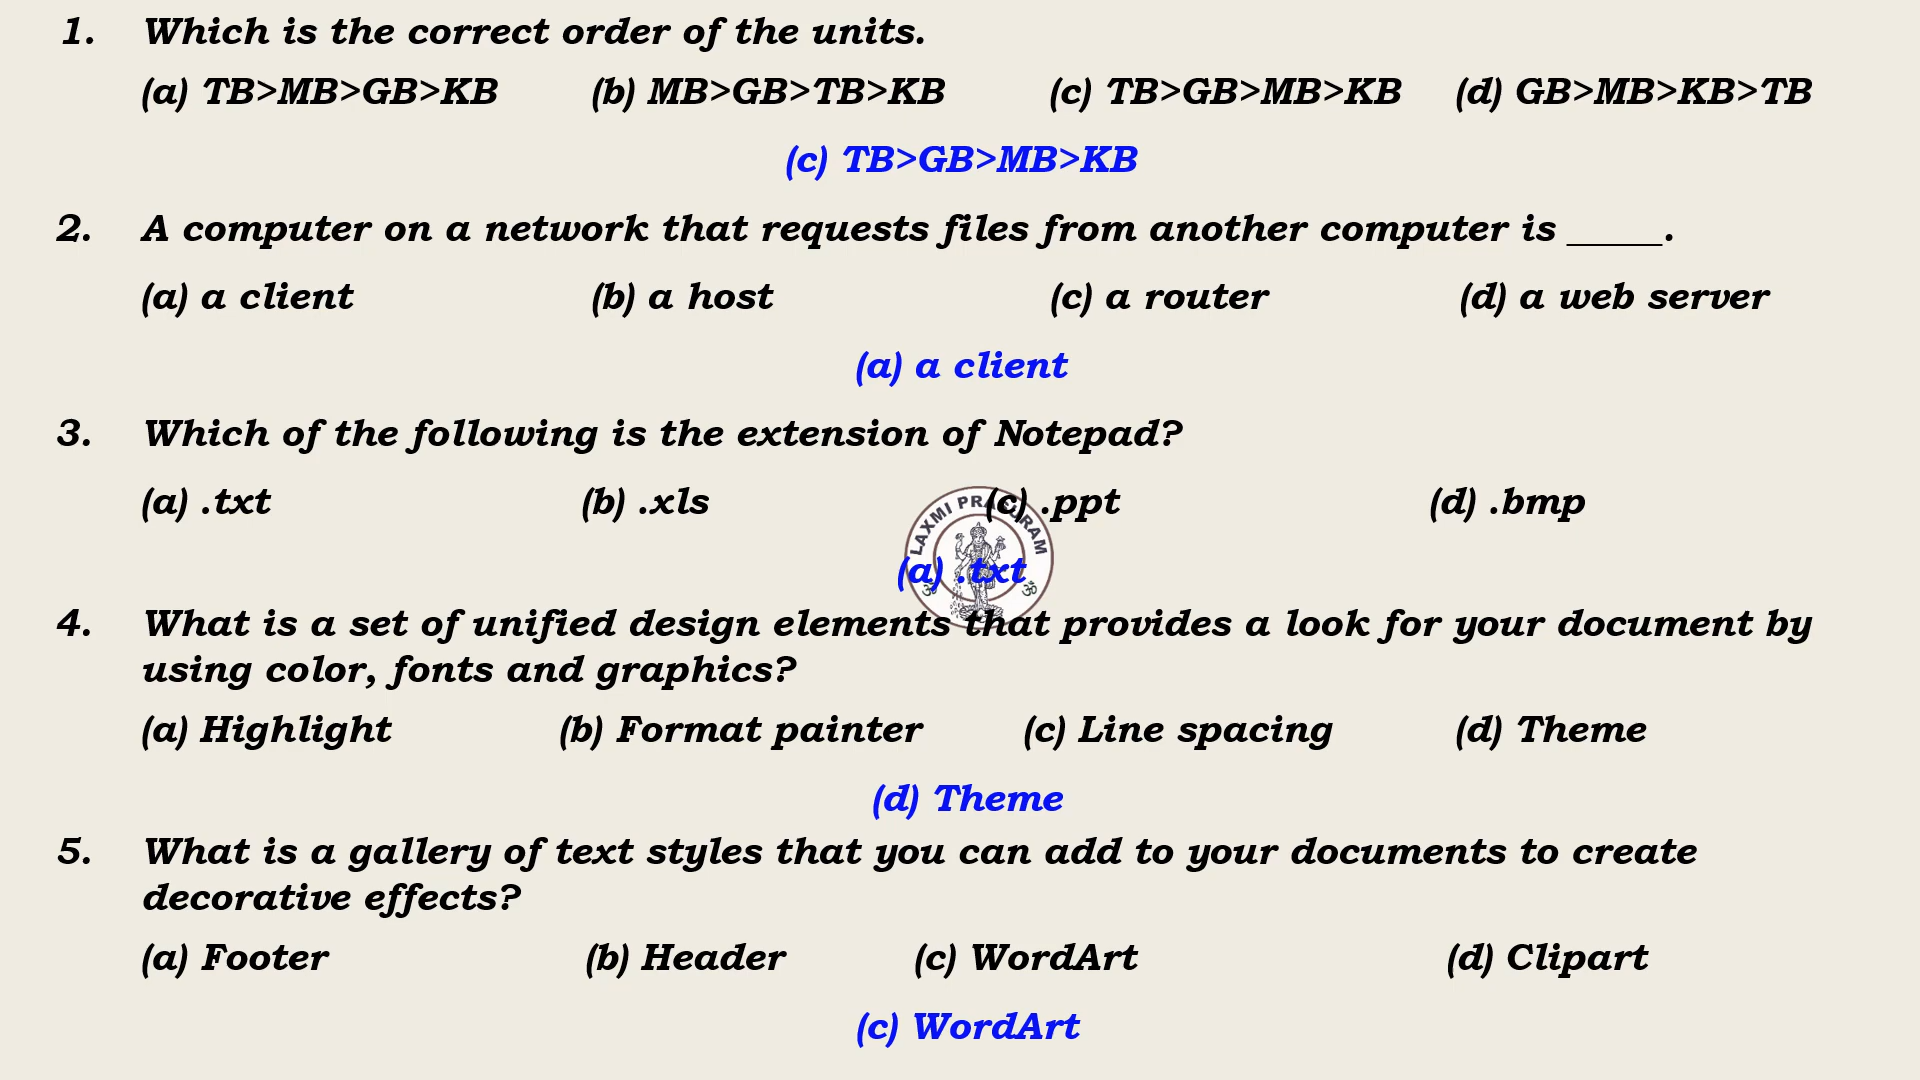 1. Which is the correct order of the units.
(a) TB>MB>GB>KB (b) MB>GB>TB>KB (c) TB>GB>MB>KB (d) GB>MB>KB>TB
(c) TB>GB>MB>KB
2. A computer on a network that requests files from another computer is _____.
(a) a client (b) a host (c) a router (d) a web server
(a) a client
3. Which of the following is the extension of Notepad?
(a) .txt (b) .xls (c) .ppt (d) .bmp
LAXMI PRASURAM
(a) .txt
ॐ ॐ
4. What is a set of unified design elements that provides a look for your document by
using color, fonts and graphics?
(a) Highlight (b) Format painter (c) Line spacing (d) Theme
(d) Theme
5. What is a gallery of text styles that you can add to your documents to create
decorative effects?
(a) Footer (b) Header (c) WordArt (d) Clipart
(c) WordArt